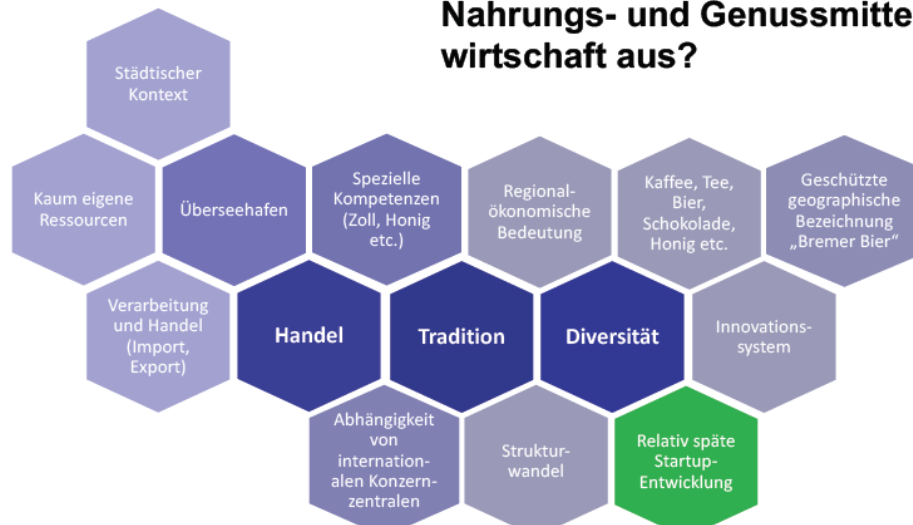 Nahrungs- und Genussmitte
wirtschaft aus?
Städtischer
Kontext
Kaum eigene
Ressourcen
Überseehafen
Spezielle
Kompetenzen
(Zoll, Honig
etc.)
Regional-
ökonomische
Bedeutung
Kaffee, Tee,
Bier,
Schokolade,
Honig etc.
Geschützte
geographische
Bezeichnung
„Bremer Bier“
Verarbeitung
und Handel
(Import,
Export)
Handel
Tradition
Diversität
Innovations-
system
Abhängigkeit
von
internation-
alen Konzern-
zentralen
Struktur-
wandel
Relativ späte
Startup-
Entwicklung